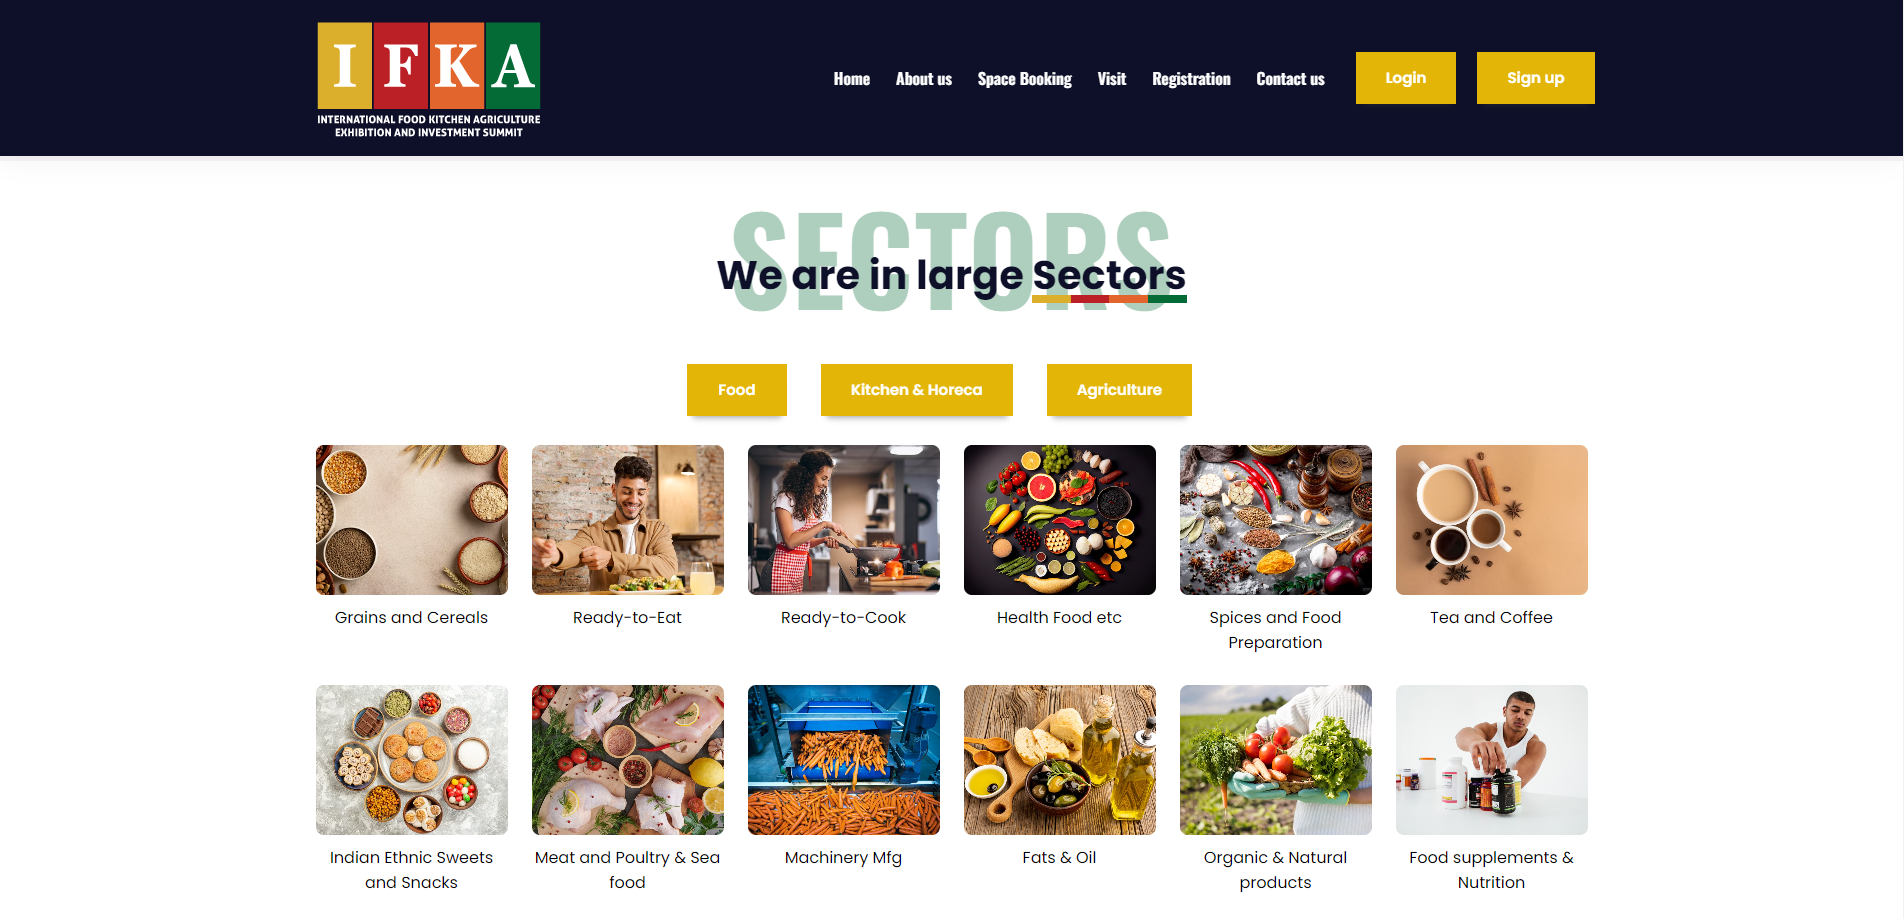 IFKA
INTERNATIONAL FOOD KITCHEN AGRICULTURE
EXHIBITION AND INVESTMENT SUMMIT
Home About us Space Booking Visit Registration Contact us Login Sign up
SECTORS
We are in large Sectors
Food Kitchen & Horeca Agriculture
Grains and Cereals
Ready-to-Eat
Ready-to-Cook
Health Food etc
Spices and Food
Preparation
Tea and Coffee
Indian Ethnic Sweets
and Snacks
Meat and Poultry & Sea
food
Machinery Mfg
Fats & Oil
Organic & Natural
products
Food supplements &
Nutrition